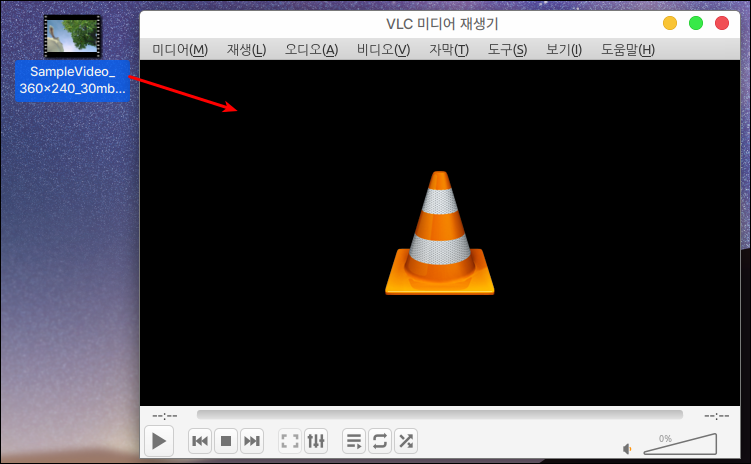 VLC 미디어 재생기
미디어(M) 재생(L) 오디오(A) 비디오(V) 자막(T) 도구(S) 보기(I) 도움말(H)
SampleVideo_
360×240_30mb...
--:-- --:--
0%